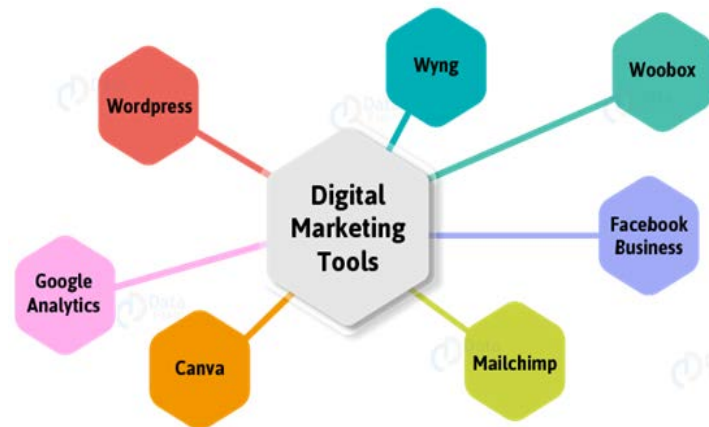 Wyng
Woobox
Wordpress
Digital
Marketing
Tools
Facebook
Business
Google
Analytics
Canva
Mailchimp